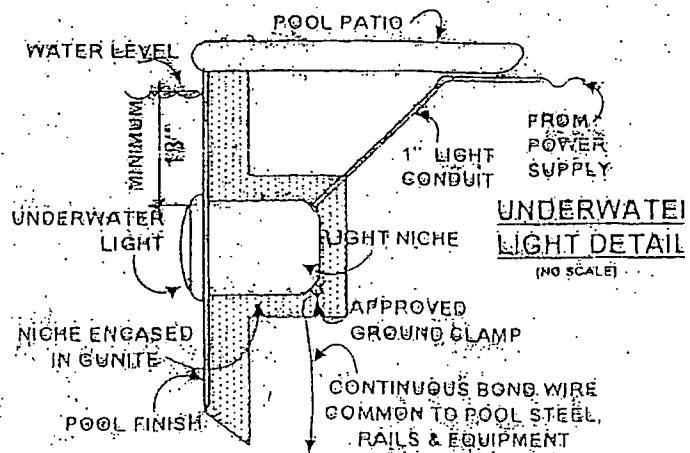 POOL PATIO
WATER LEVEL
MINIMUM
FROM
POWER
SUPPLY
1" LIGHT
CONDUIT
UNDERWATER
LIGHT
UNDERWATE
LIGHT DETAIL
(NO SCALE)
LIGHT NICHE
APPROVED
GROUND CLAMP
NICHE ENCASED
IN GUNITE
CONTINUOUS BOND WIRE
COMMON TO POOL STEEL,
RAILS & EQUIPMENT
POOL FINISH